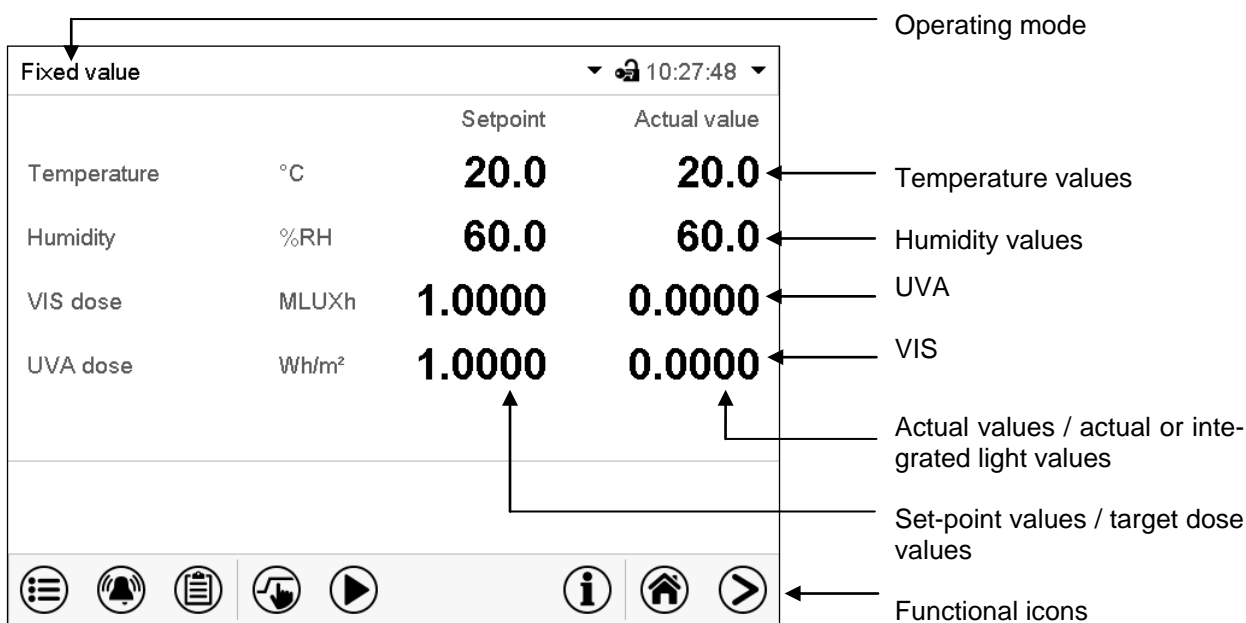 Operating mode
Fixed value 10:27:48
Setpoint Actual value
Temperature °C 20.0 20.0 Temperature values
Humidity %RH 60.0 60.0 Humidity values
VIS dose MLUXh 1.0000 0.0000 UVA
UVA dose Wh/m² 1.0000 0.0000 VIS
Actual values / actual or inte-
grated light values
Set-point values / target dose
values
Functional icons